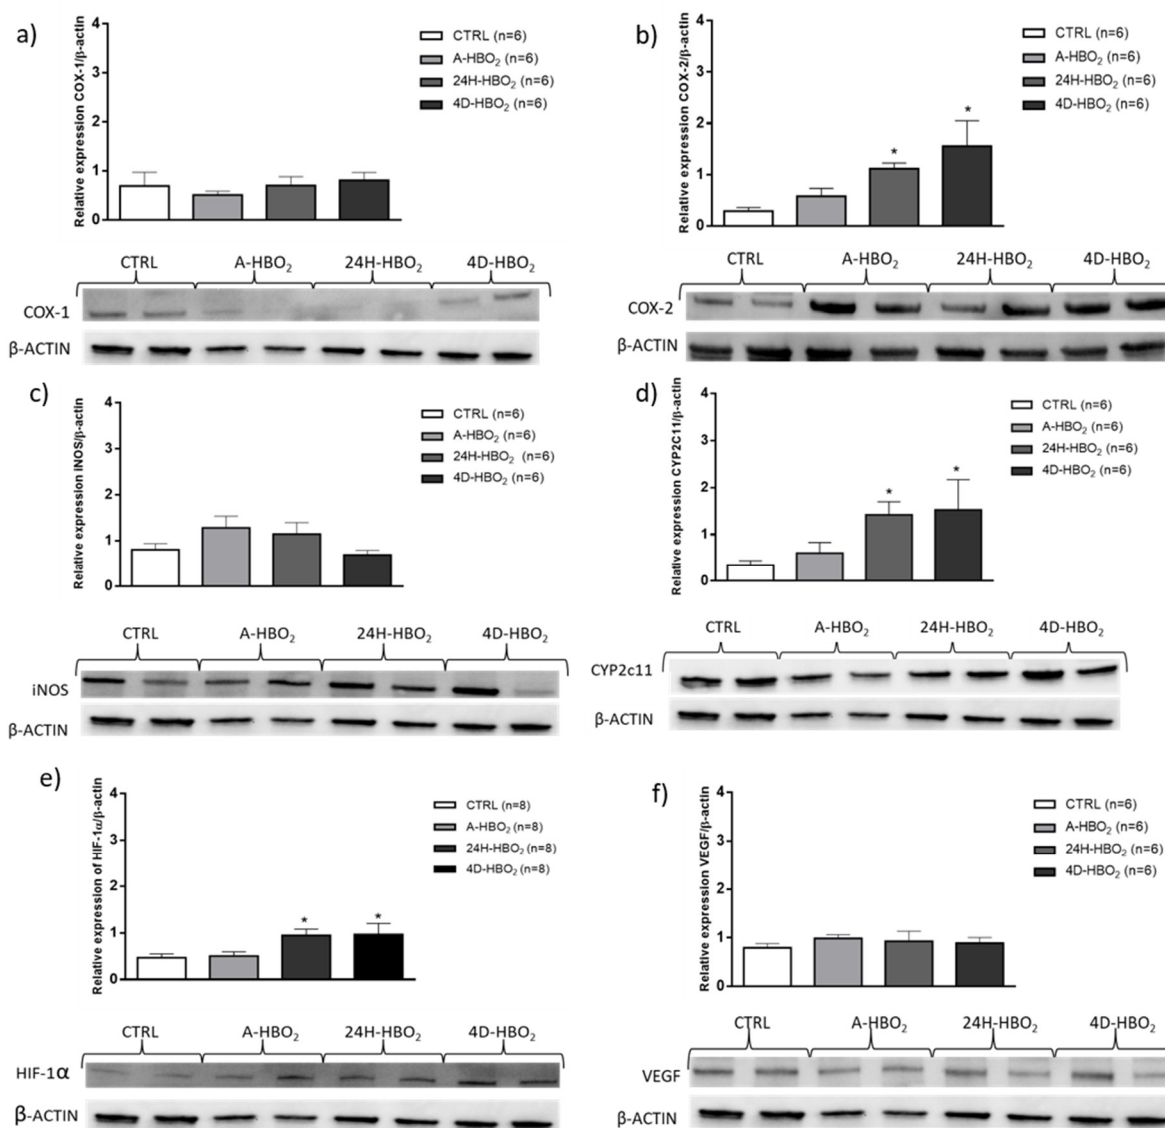 a)
Relative expression COX-1/β-actin
4
3
2
1
0
CTRL (n=6)
A-HBO₂ (n=6)
24H-HBO₂ (n=6)
4D-HBO₂ (n=6)
CTRL A-HBO₂ 24H-HBO₂ 4D-HBO₂
COX-1
β-ACTIN
b)
Relative expression COX-2/β-actin
4
3
2
1
0
* *
CTRL (n=6)
A-HBO₂ (n=6)
24H-HBO₂ (n=6)
4D-HBO₂ (n=6)
CTRL A-HBO₂ 24H-HBO₂ 4D-HBO₂
COX-2
β-ACTIN
c)
Relative expression iNOS/β-actin
4
3
2
1
0
CTRL (n=6)
A-HBO₂ (n=6)
24H-HBO₂ (n=6)
4D-HBO₂ (n=6)
CTRL A-HBO₂ 24H-HBO₂ 4D-HBO₂
iNOS
β-ACTIN
d)
Relative expression CYP2C11/β-actin
4
3
2
1
0
* *
CTRL (n=6)
A-HBO₂ (n=6)
24H-HBO₂ (n=6)
4D-HBO₂ (n=6)
CTRL A-HBO₂ 24H-HBO₂ 4D-HBO₂
CYP2c11
β-ACTIN
e)
Relative expression of HIF-1α/β-actin
4
3
2
1
0
* *
CTRL (n=8)
A-HBO₂ (n=8)
24H-HBO₂ (n=8)
4D-HBO₂ (n=8)
CTRL A-HBO₂ 24H-HBO₂ 4D-HBO₂
HIF-1α
β-ACTIN
f)
Relative expression VEGF/β-actin
4
3
2
1
0
CTRL (n=6)
A-HBO₂ (n=6)
24H-HBO₂ (n=6)
4D-HBO₂ (n=6)
CTRL A-HBO₂ 24H-HBO₂ 4D-HBO₂
VEGF
β-ACTIN